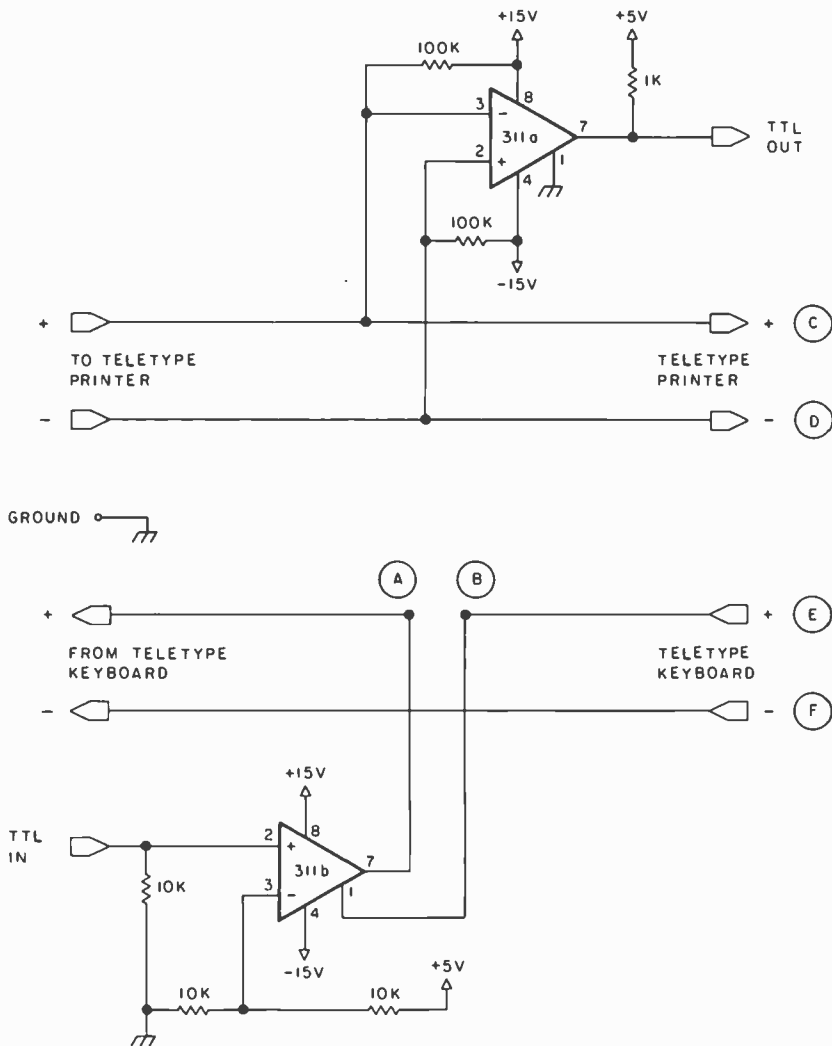 +15V
+5V
100K
1K
8
3
-
7
311a
TTL
OUT
2
+
1
4
100K
-15V
+
+
C
TO TELETYPE
PRINTER
TELETYPE
PRINTER
-
-
D
GROUND
A
B
+
+
E
FROM TELETYPE
KEYBOARD
TELETYPE
KEYBOARD
-
-
F
+15V
TTL
IN
2
+
8
7
311b
10K
3
-
1
4
-15V
+5V
10K
10K